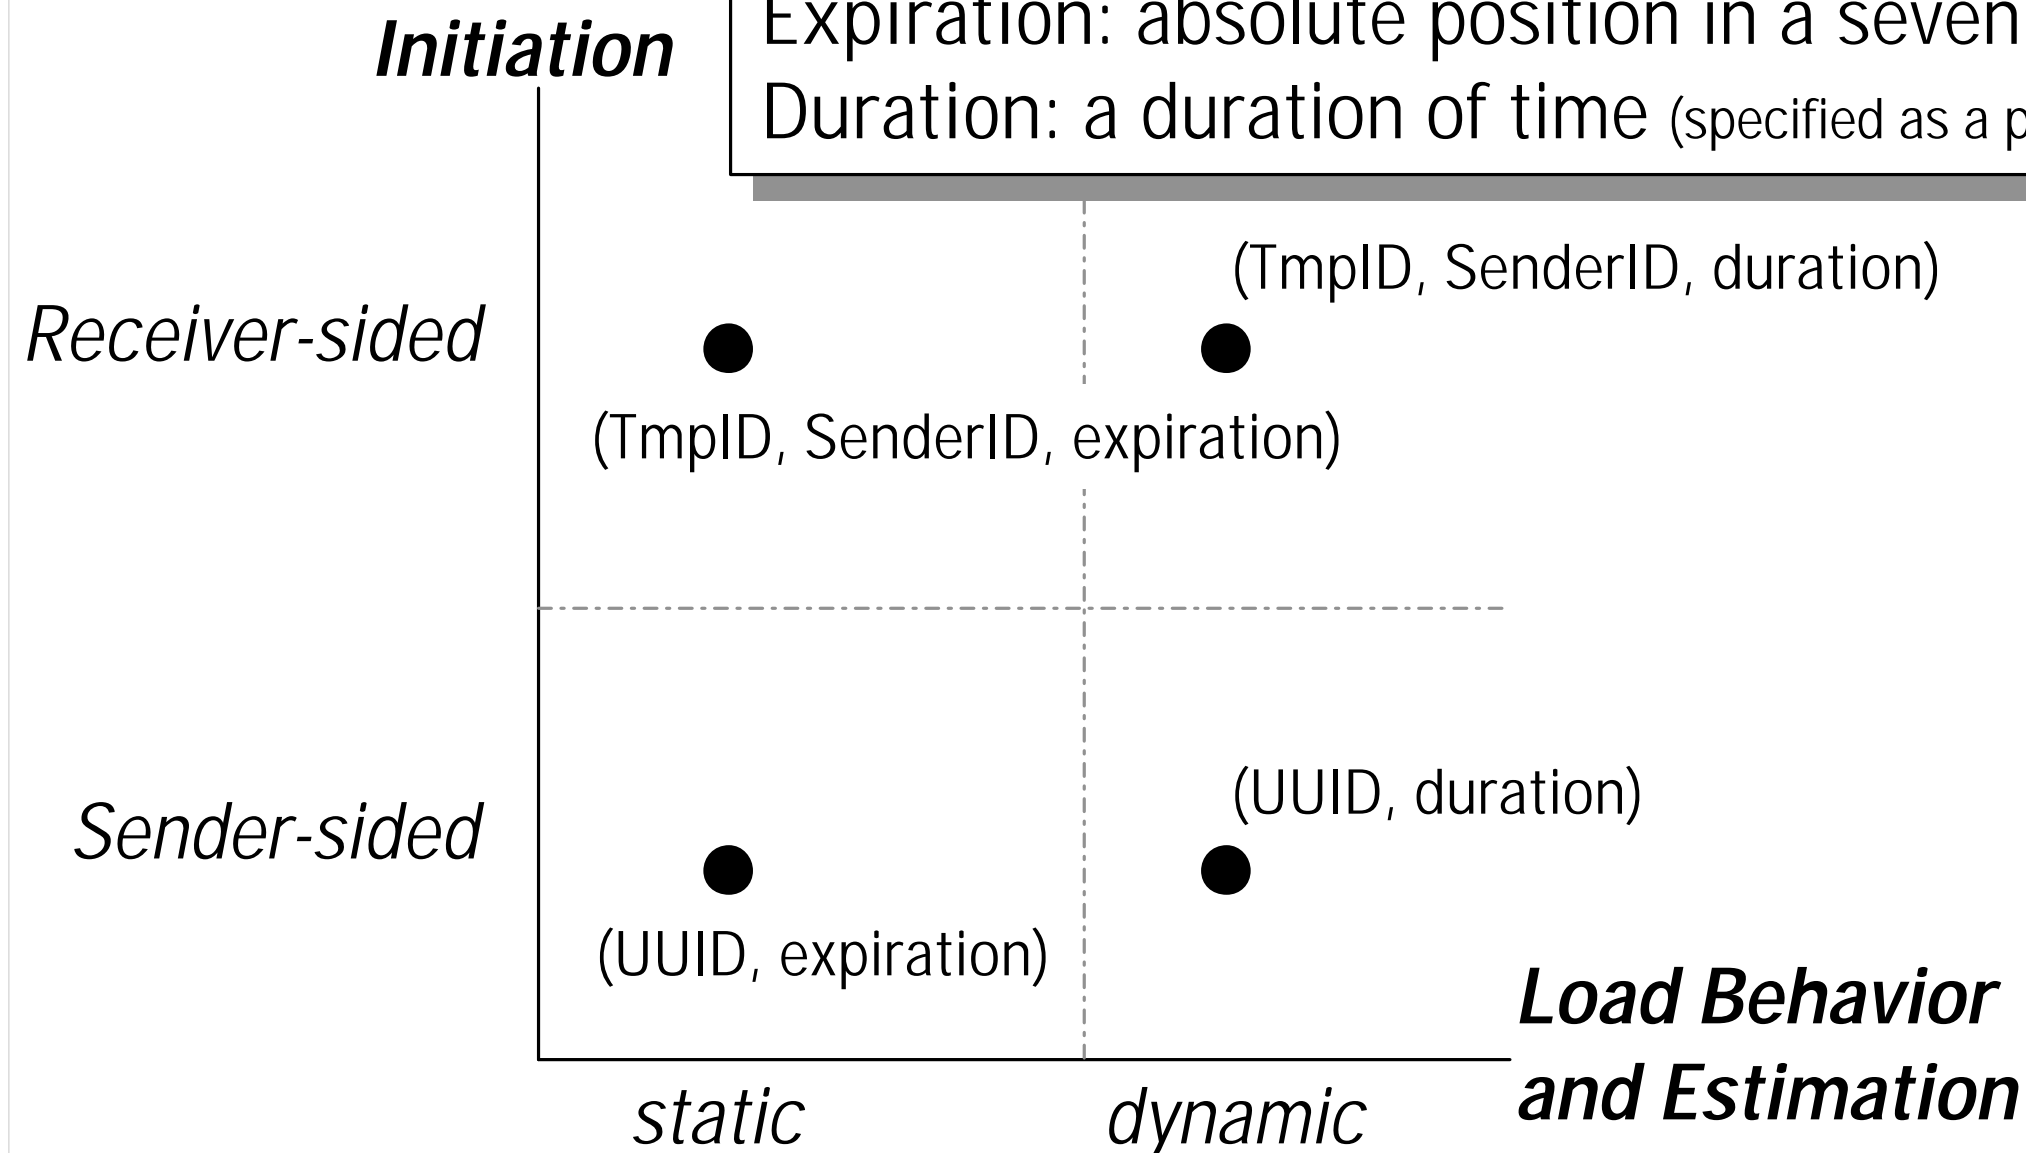 Initiation
Expiration: absolute position in a seven
Duration: a duration of time (specified as a
(TmpID, SenderID, duration)
Receiver-sided
(TmpID, SenderID, expiration)
(UUID, duration)
Sender-sided
(UUID, expiration)
Load Behavior
and Estimation
static
dynamic